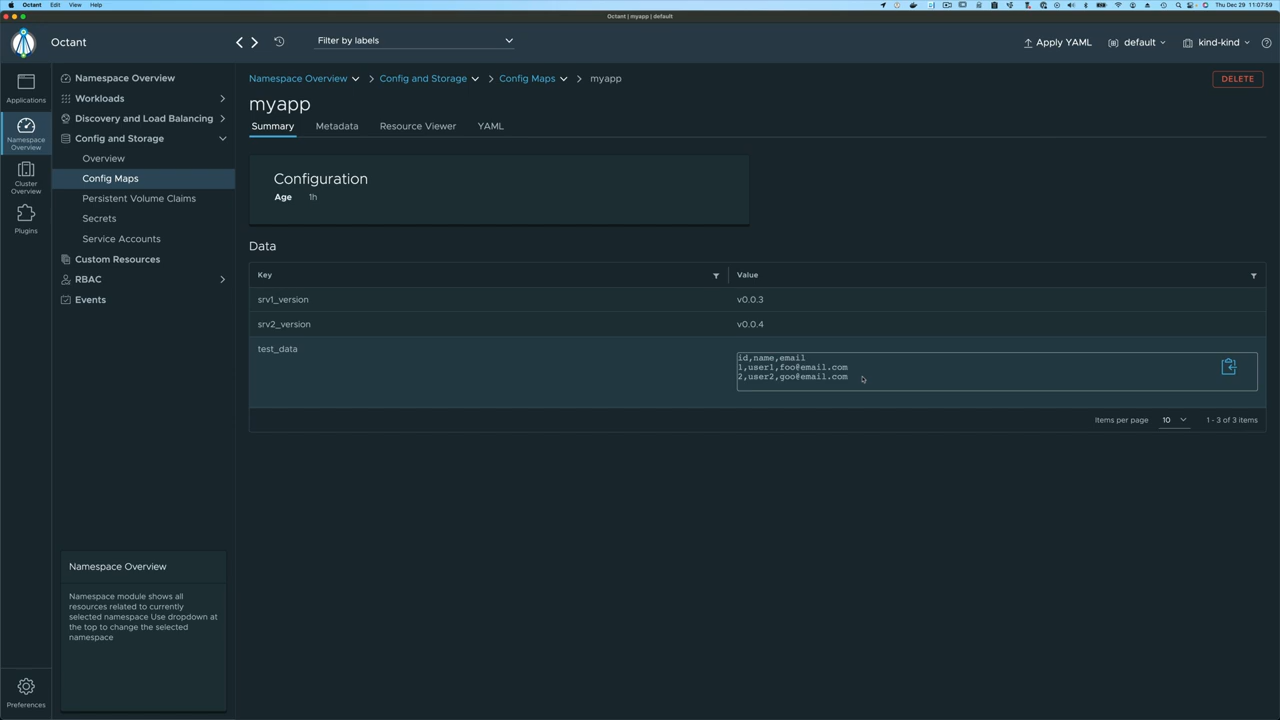 Octant Edit View Help
Thu Dec 29 11:07:59
Octant | myapp | default
Octant
Filter by labels
Apply YAML
default
kind-kind
Applications
Namespace Overview
Cluster Overview
Plugins
Preferences
Namespace Overview
Workloads
Discovery and Load Balancing
Config and Storage
Overview
Config Maps
Persistent Volume Claims
Secrets
Service Accounts
Custom Resources
RBAC
Events
Namespace Overview
Namespace module shows all
resources related to currently
selected namespace Use dropdown at
the top to change the selected
namespace
Namespace Overview Config and Storage Config Maps myapp
DELETE
myapp
Summary Metadata Resource Viewer YAML
Configuration
Age 1h
Data
Key Value
srv1_version v0.0.3
srv2_version v0.0.4
test_data
id,name,email
1,user1,foo@email.com
2,user2,goo@email.com
Items per page 10 1 - 3 of 3 items